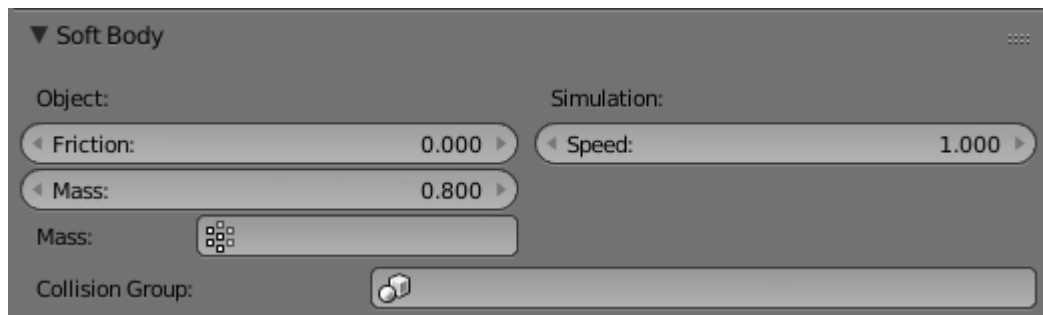 Soft Body
Object:
Simulation:
Friction: 0.000
Speed: 1.000
Mass: 0.800
Mass:
Collision Group: